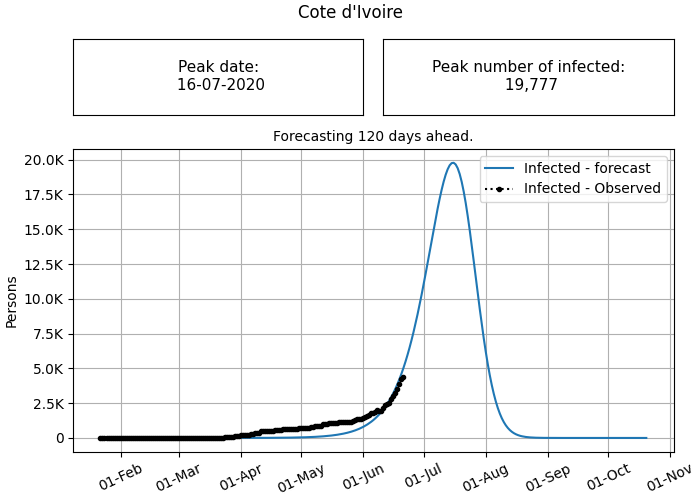 Cote d'Ivoire
Peak date:
16-07-2020
Peak number of infected:
19,777
Forecasting 120 days ahead.
Infected - forecast
Infected - Observed
Persons
20.0K
17.5K
15.0K
12.5K
10.0K
7.5K
5.0K
2.5K
0
01-Feb
01-Mar
01-Apr
01-May
01-Jun
01-Jul
01-Aug
01-Sep
01-Oct
01-Nov